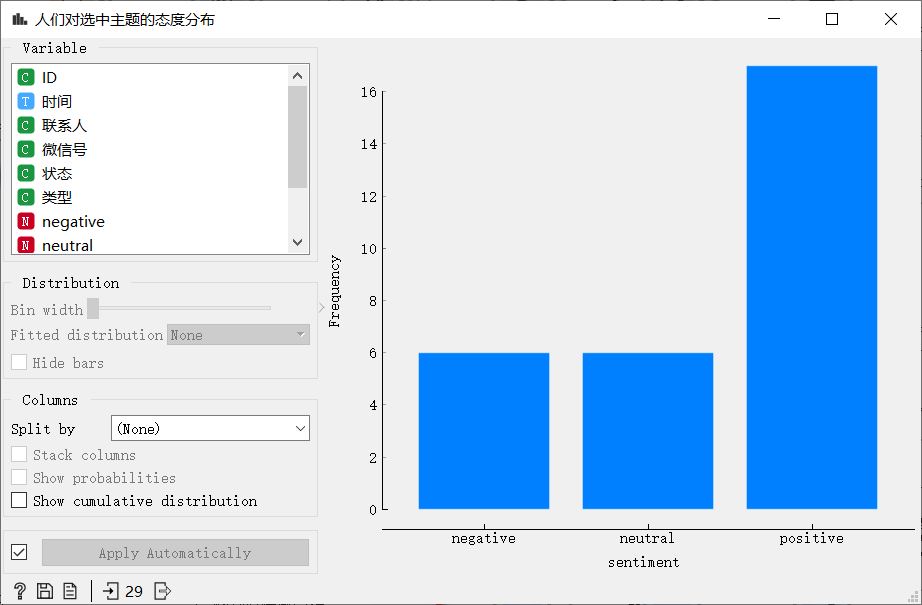 人们对选中主题的态度分布
Variable
C ID
T 时间
C 联系人
C 微信号
C 状态
C 类型
N negative
N neutral
Distribution
Bin width
Fitted distribution None
Hide bars
Columns
Split by (None)
Stack columns
Show probabilities
Show cumulative distribution
Apply Automatically
? 29
Frequency
16
14
12
10
8
6
4
2
0
negative neutral positive
sentiment